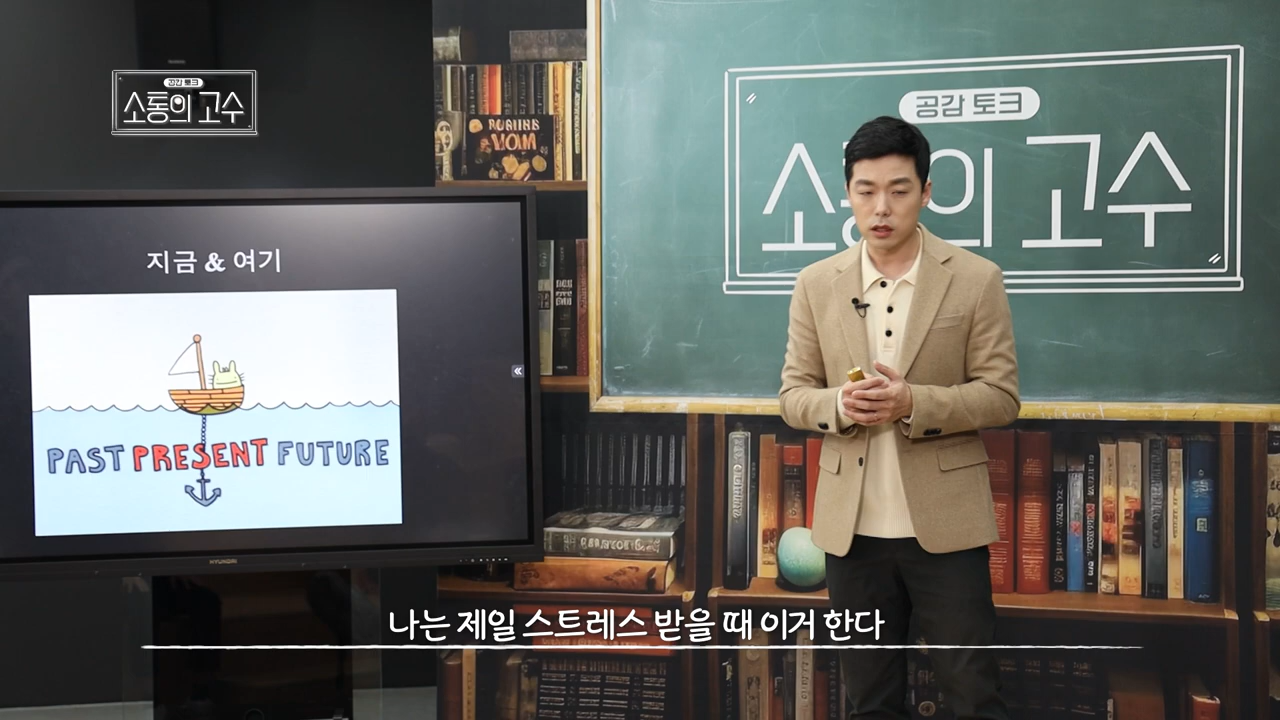 공감 토크
소통의 고수
공감 토크
소의 고수
지금 & 여기
PAST PRESENT FUTURE
HYUNDAI
나는 제일 스트레스 받을 때 이거 한다